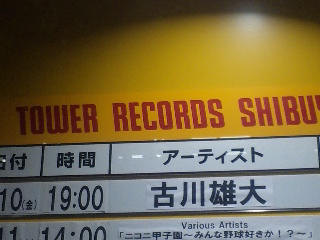 TOWER RECORDS SHIBU
付 時間 アーティスト
10(金) 19:00 古川雄大
11 14:00 Various Artists
「ニコニコ甲子園～みんな野球好きか！？～」